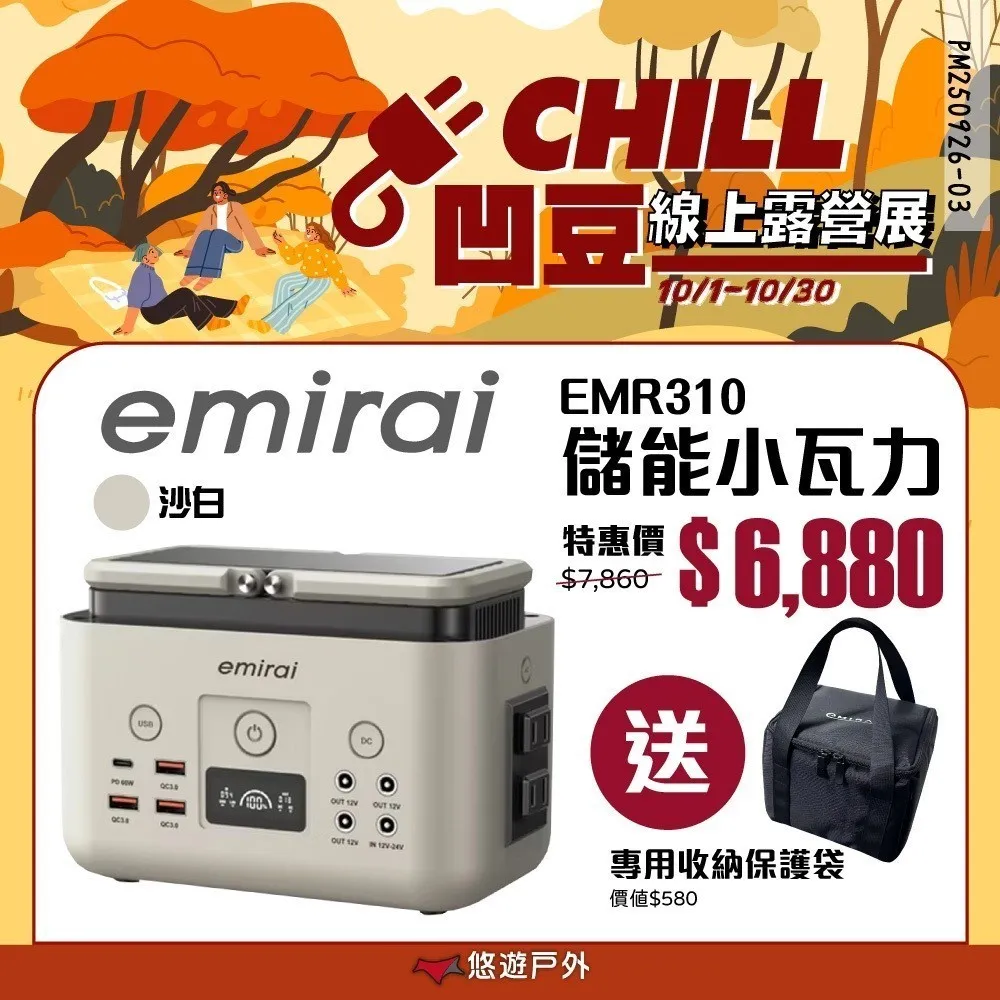 PM250926-03
CHILL
凹豆
線上露營展
10/1~10/30
emirai
沙白
EMR310
儲能小瓦力
特惠價
$7,860
$6,880
emirai
USB
DC
PD 60W
QC3.0
QC3.0
QC3.0
100%
OUT 12V
OUT 12V
OUT 12V
IN 12V-24V
送
emirai
專用收納保護袋
價值$580
悠遊戶外